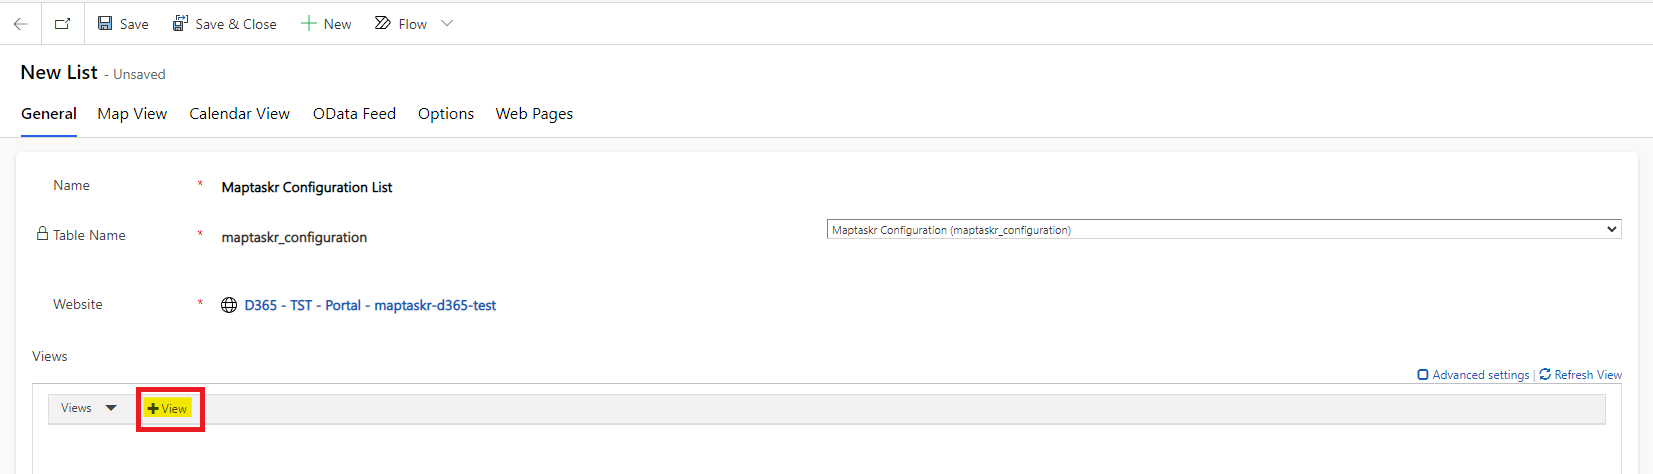 Save Save & Close New Flow
New List - Unsaved
General Map View Calendar View OData Feed Options Web Pages
Name * Maptaskr Configuration List
Table Name * maptaskr_configuration Maptaskr Configuration (maptaskr_configuration)
Website * D365 - TST - Portal - maptaskr-d365-test
Views
Advanced settings | Refresh View
Views + View